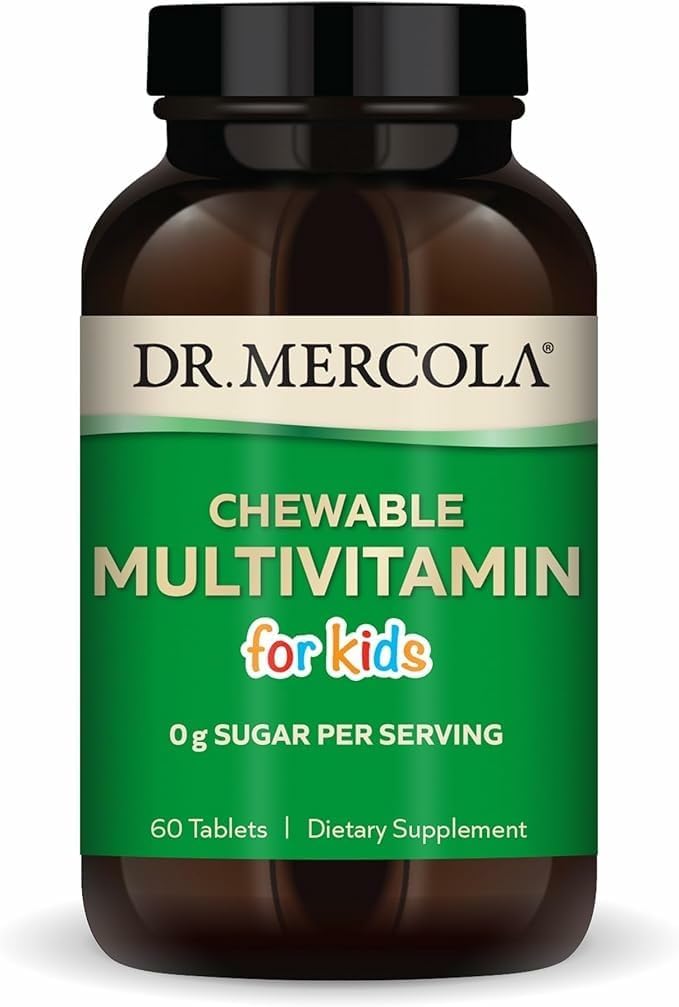 DR. MERCOLA®
CHEWABLE
MULTIVITAMIN
for kids
0 g SUGAR PER SERVING
60 Tablets | Dietary Supplement